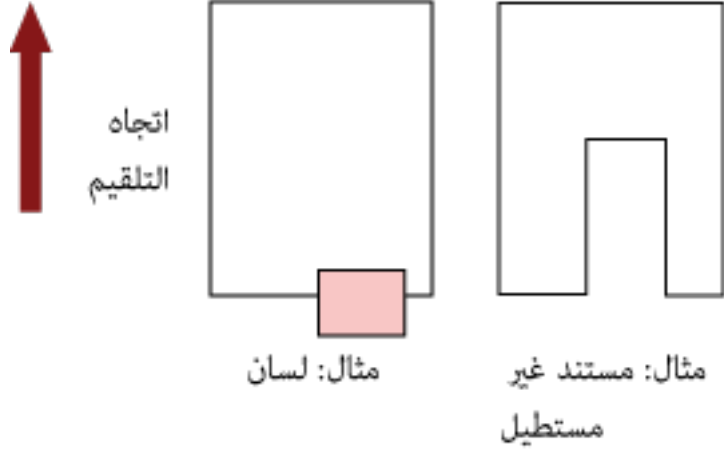 اتجاه
التلقيم
مثال: لسان
مثال: مستند غير
مستطيل